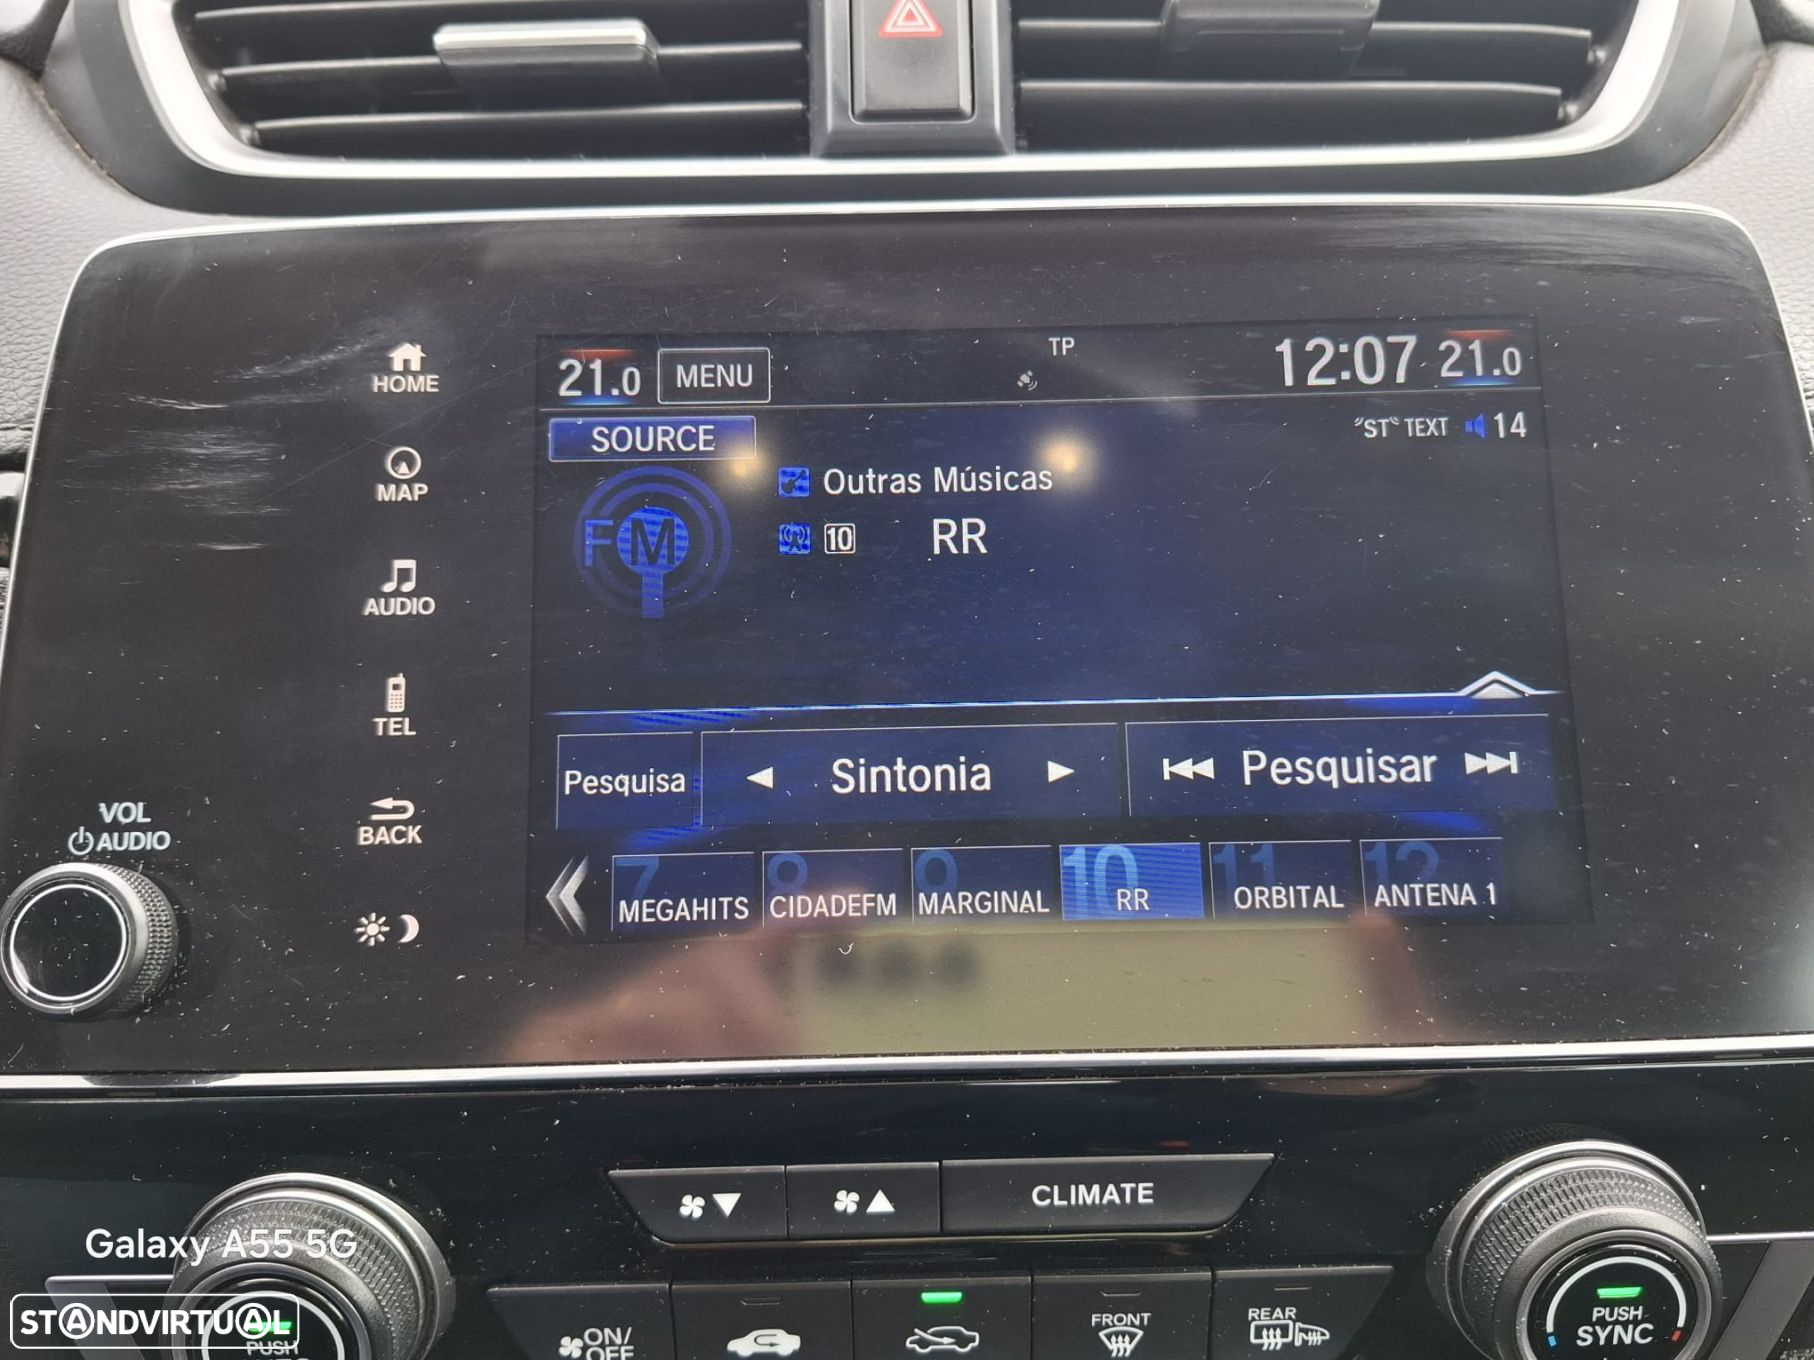 HOME
MAP
AUDIO
TEL
BACK
VOL
AUDIO
21.0 MENU TP 12:07 21.0
SOURCE "ST" TEXT 14
Outras Músicas
FM 10 RR
Pesquisa Sintonia Pesquisar
7 MEGAHITS 8 CIDADEFM 9 MARGINAL 10 RR 11 ORBITAL 12 ANTENA 1
CLIMATE
Galaxy A55 5G
STANDVIRTUAL
PUSH
ON/
OFF
FRONT
REAR
PUSH
SYNC